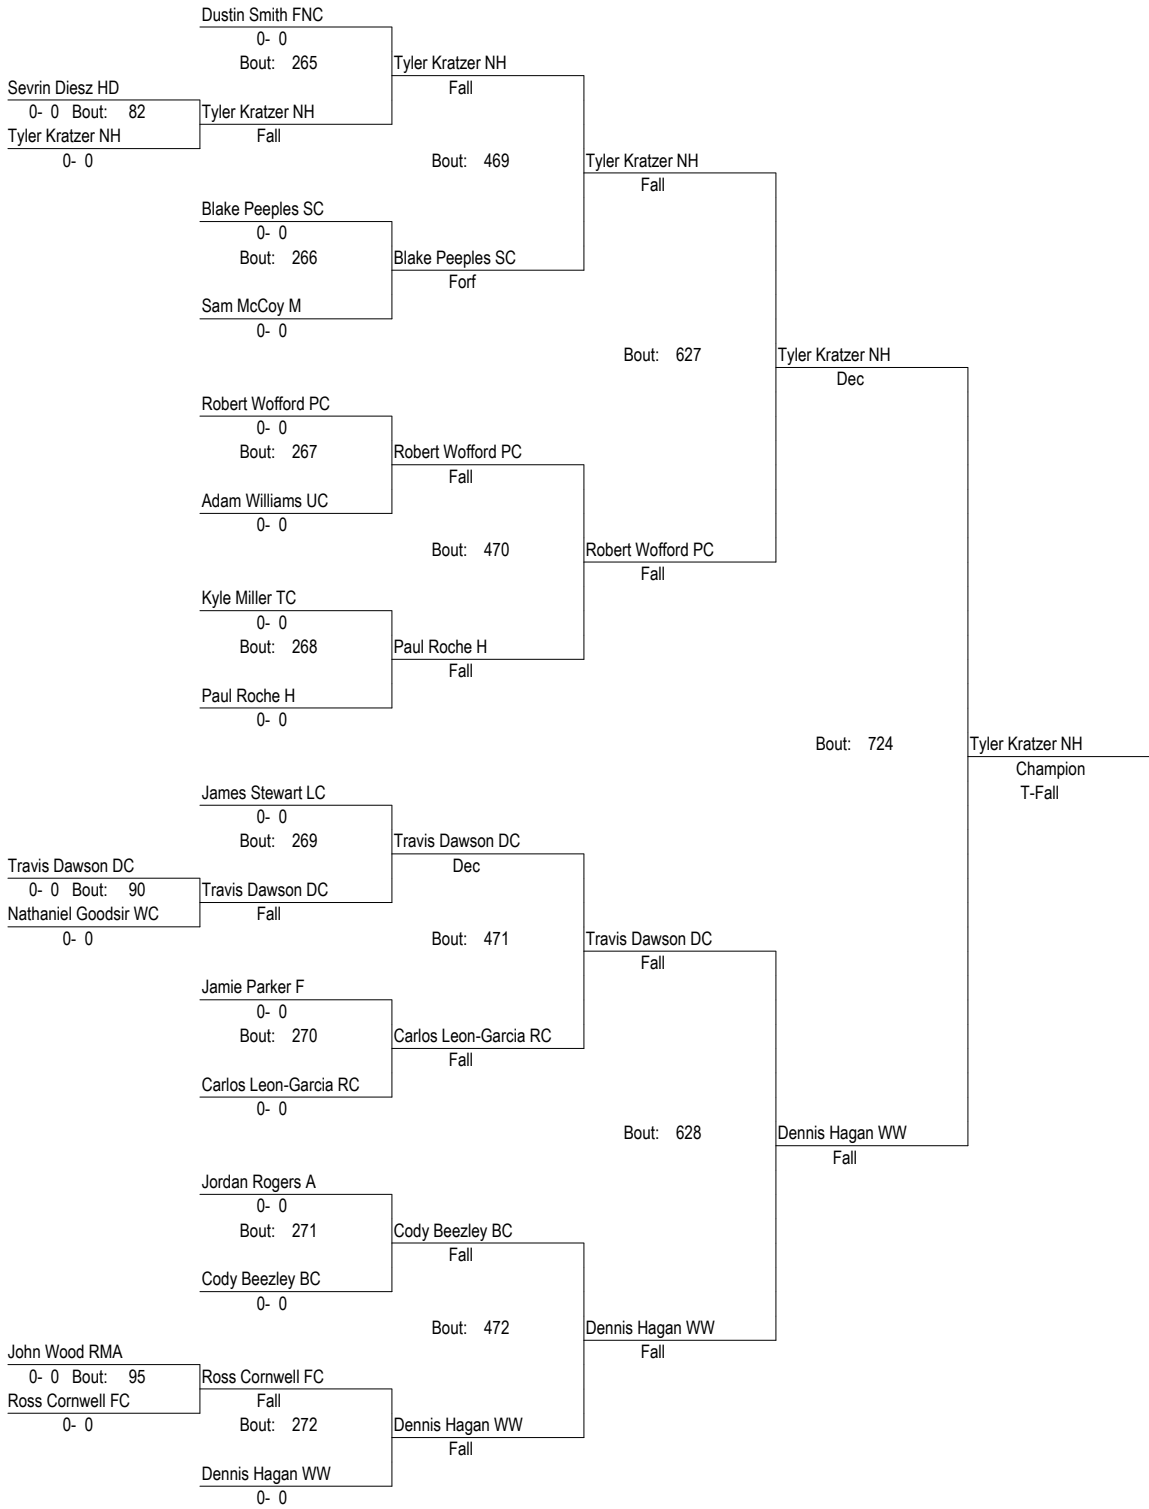 Dustin Smith FNC
0- 0
Bout: 265
Tyler Kratzer NH
Fall
Sevrin Diesz HD
0- 0 Bout: 82
Tyler Kratzer NH
Tyler Kratzer NH
Fall
0- 0
Bout: 469
Tyler Kratzer NH
Fall
Blake Peeples SC
0- 0
Bout: 266
Blake Peeples SC
Forf
Sam McCoy M
0- 0
Bout: 627
Tyler Kratzer NH
Dec
Robert Wofford PC
0- 0
Bout: 267
Robert Wofford PC
Fall
Adam Williams UC
0- 0
Bout: 470
Robert Wofford PC
Fall
Kyle Miller TC
0- 0
Bout: 268
Paul Roche H
Fall
Paul Roche H
0- 0
Bout: 724
Tyler Kratzer NH
Champion
T-Fall
James Stewart LC
0- 0
Bout: 269
Travis Dawson DC
Dec
Travis Dawson DC
0- 0 Bout: 90
Travis Dawson DC
Nathaniel Goodsir WC
Fall
0- 0
Bout: 471
Travis Dawson DC
Fall
Jamie Parker F
0- 0
Bout: 270
Carlos Leon-Garcia RC
Fall
Carlos Leon-Garcia RC
0- 0
Bout: 628
Dennis Hagan WW
Fall
Jordan Rogers A
0- 0
Bout: 271
Cody Beezley BC
Fall
Cody Beezley BC
0- 0
Bout: 472
Dennis Hagan WW
Fall
John Wood RMA
0- 0 Bout: 95
Ross Cornwell FC
Ross Cornwell FC
Fall
0- 0
Bout: 272
Dennis Hagan WW
Fall
Dennis Hagan WW
0- 0